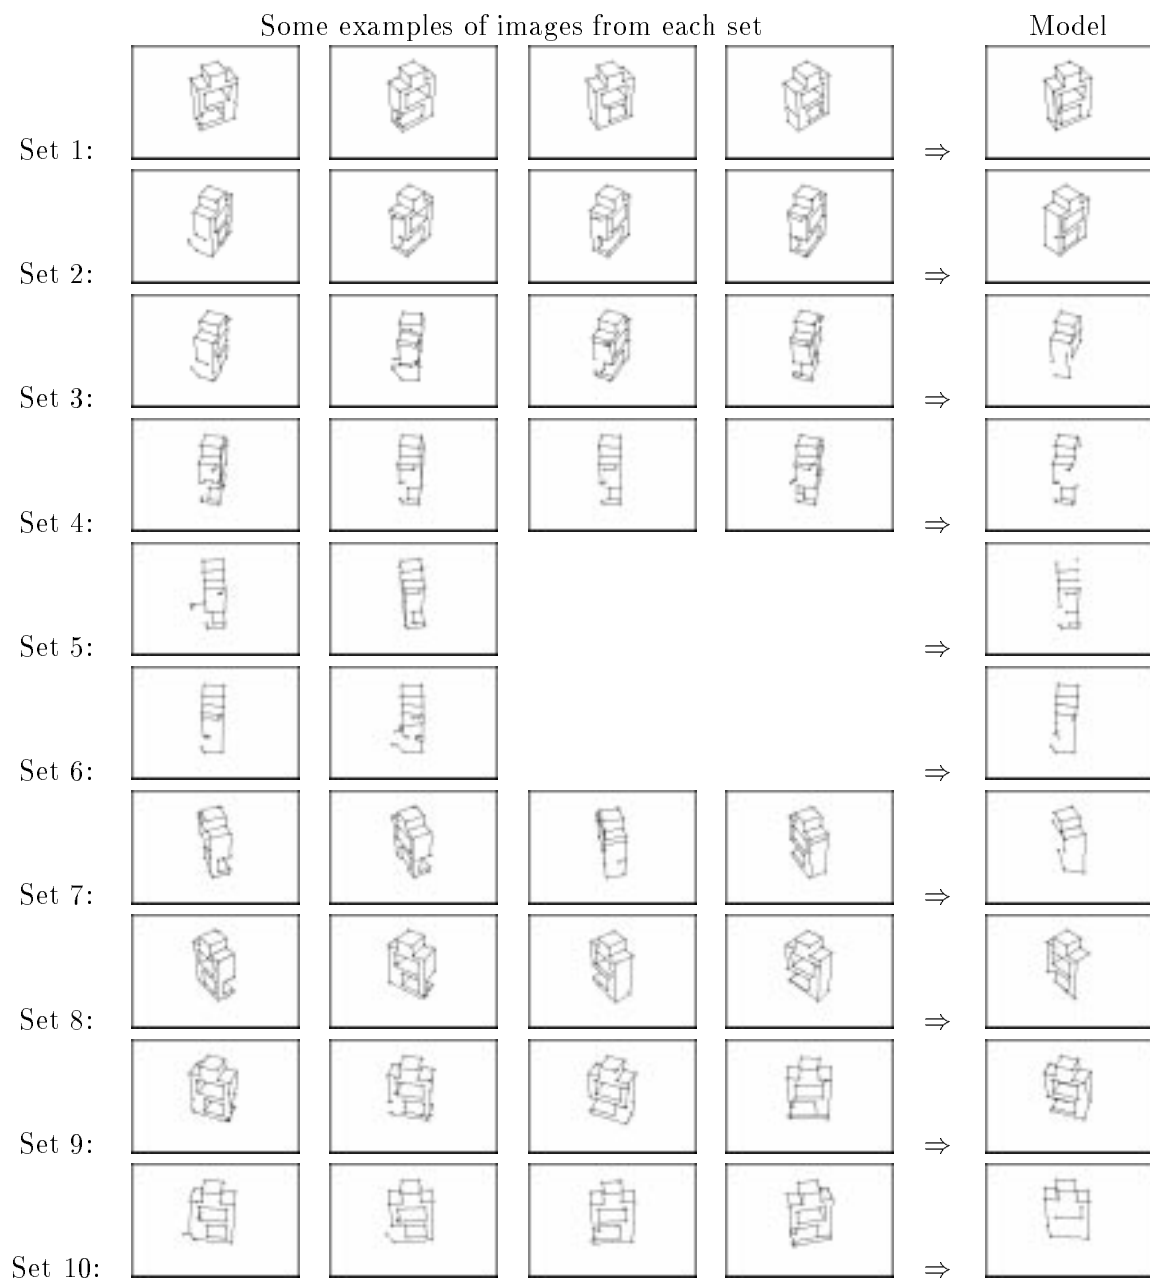 Some examples of images from each set Model
Set 1: ⇒
Set 2: ⇒
Set 3: ⇒
Set 4: ⇒
Set 5: ⇒
Set 6: ⇒
Set 7: ⇒
Set 8: ⇒
Set 9: ⇒
Set 10: ⇒